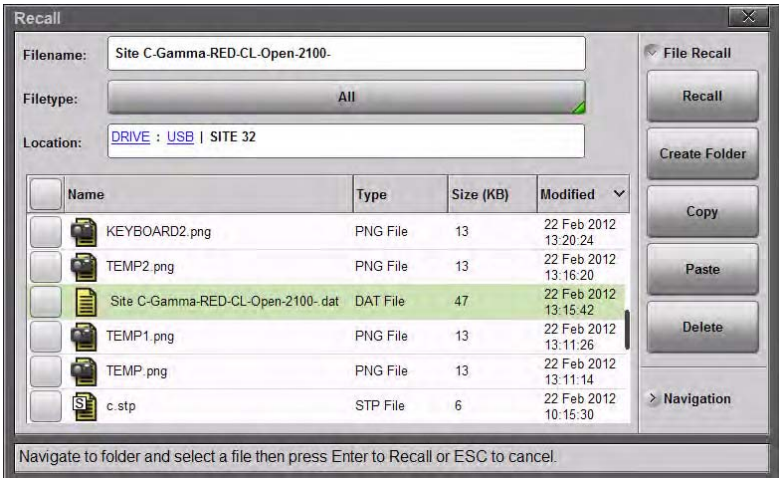 Recall
Filename: Site C-Gamma-RED-CL-Open-2100-
Filetype: All
Location: DRIVE : USB | SITE 32
Name Type Size (KB) Modified
KEYBOARD2.png PNG File 13 22 Feb 2012
13:20:24
TEMP2.png PNG File 13 22 Feb 2012
13:16:20
Site C-Gamma-RED-CL-Open-2100-.dat DAT File 47 22 Feb 2012
13:15:42
TEMP1.png PNG File 13 22 Feb 2012
13:11:26
TEMP.png PNG File 13 22 Feb 2012
13:11:14
S c.stp STP File 6 22 Feb 2012
10:15:30
File Recall
Recall
Create Folder
Copy
Paste
Delete
Navigation
Navigate to folder and select a file then press Enter to Recall or ESC to cancel.